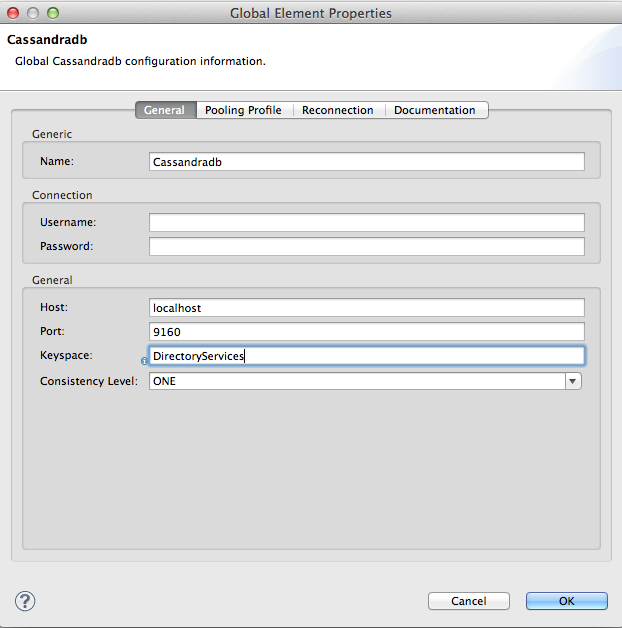 Global Element Properties
Cassandradb
Global Cassandradb configuration information.
General Pooling Profile Reconnection Documentation
Generic
Name: Cassandradb
Connection
Username:
Password:
General
Host: localhost
Port: 9160
Keyspace: DirectoryServices
Consistency Level: ONE
? Cancel OK